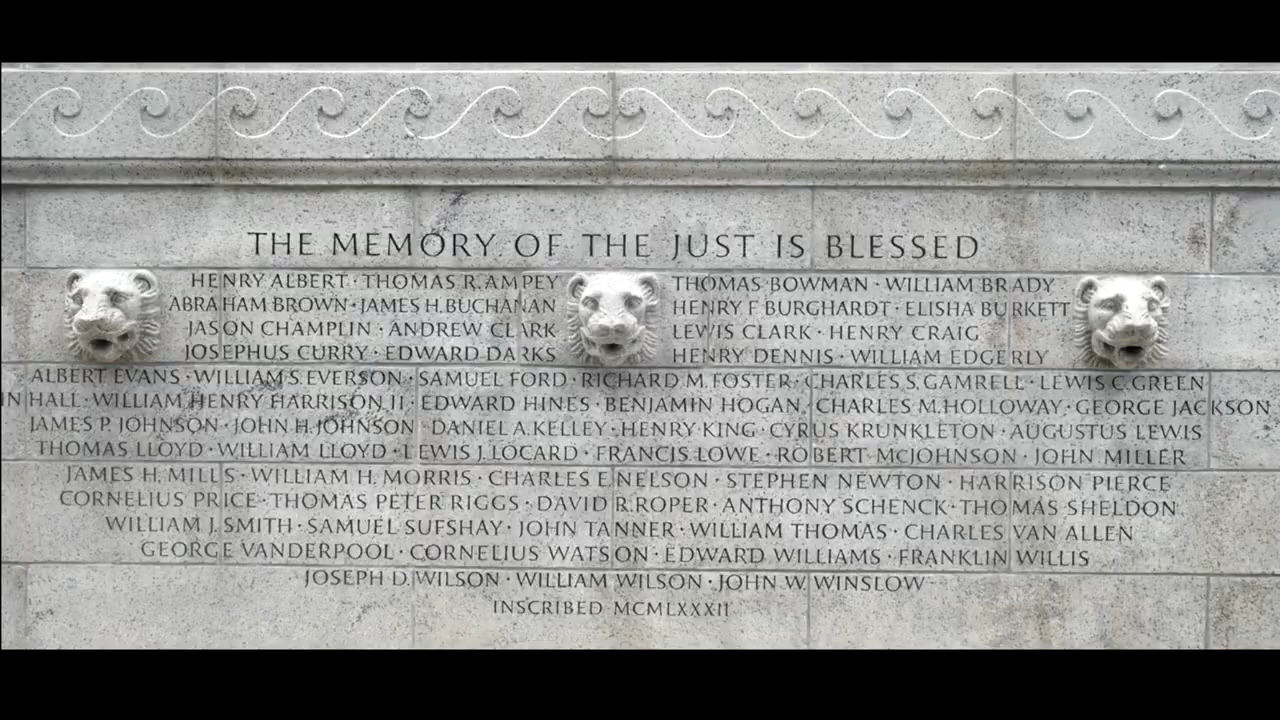 THE MEMORY OF THE JUST IS BLESSED
HENRY ALBERT · THOMAS R. AMPEY THOMAS BOWMAN · WILLIAM BRADY
ABRAHAM BROWN · JAMES H. BUCHANAN HENRY F BURGHARDT · ELISHA BURKETT
JASON CHAMPLIN · ANDREW CLARK LEWIS CLARK · HENRY CRAIG
JOSEPHUS CURRY · EDWARD DARKS HENRY DENNIS · WILLIAM EDGERLY
ALBERT EVANS · WILLIAM S. EVERSON · SAMUEL FORD · RICHARD M. FOSTER · CHARLES S. GAMRELL · LEWIS C. GREEN
HALL · WILLIAM HENRY HARRISON II · EDWARD HINES BENJAMIN HOGAN · CHARLES M. HOLLOWAY · GEORGE JACKSON
JAMES P. JOHNSON · JOHN H. JOHNSON DANIEL A. KELLEY · HENRY KING · CYRUS KRUNKLETON · AUGUSTUS LEWIS
THOMAS LLOYD · WILLIAM LLOYD · LEWIS J. LOCARD · FRANCIS LOWE · ROBERT MCJOHNSON · JOHN MILLER
JAMES H. MILLS · WILLIAM H. MORRIS · CHARLES E. NELSON · STEPHEN NEWTON · HARRISON PIERCE
CORNELIUS PRICE · THOMAS PETER RIGGS · DAVID R. ROPER · ANTHONY SCHENCK · THOMAS SHELDON
WILLIAM J. SMITH · SAMUEL SUFSHAY · JOHN TANNER · WILLIAM THOMAS · CHARLES VAN ALLEN
GEORGE VANDERPOOL · CORNELIUS WATSON · EDWARD WILLIAMS · FRANKLIN WILLIS
JOSEPH D. WILSON · WILLIAM WILSON · JOHN W. WINSLOW
INSCRIBED MCMLXXXII